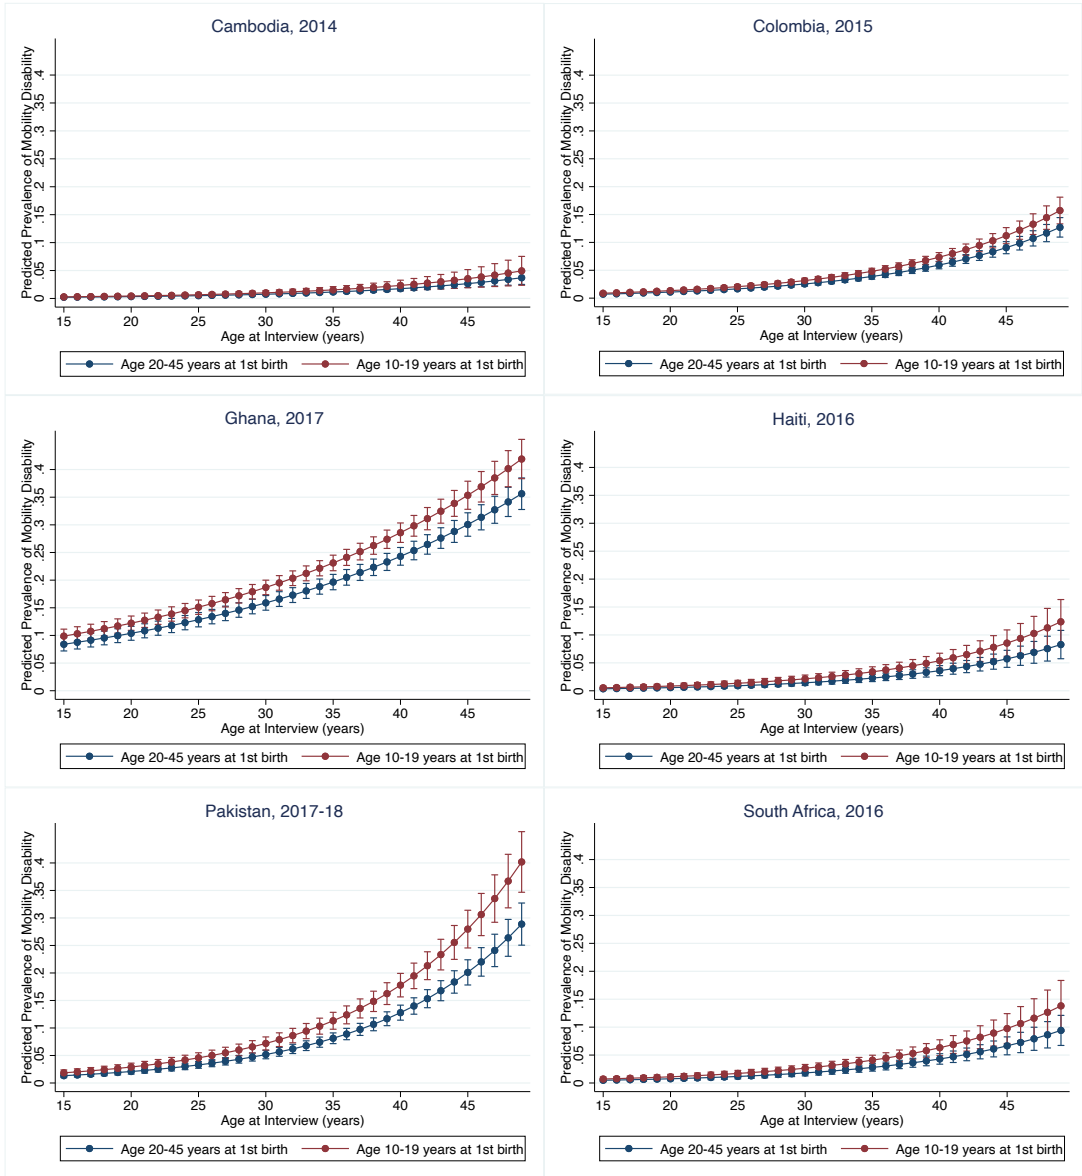 Cambodia, 2014
Predicted Prevalence of Mobility Disability
.4
.35
.3
.25
.2
.15
.1
.05
0
15 20 25 30 35 40 45
Age at Interview (years)
Age 20-45 years at 1st birth Age 10-19 years at 1st birth
Colombia, 2015
Predicted Prevalence of Mobility Disability
.4
.35
.3
.25
.2
.15
.1
.05
0
15 20 25 30 35 40 45
Age at Interview (years)
Age 20-45 years at 1st birth Age 10-19 years at 1st birth
Ghana, 2017
Predicted Prevalence of Mobility Disability
.4
.35
.3
.25
.2
.15
.1
.05
0
15 20 25 30 35 40 45
Age at Interview (years)
Age 20-45 years at 1st birth Age 10-19 years at 1st birth
Haiti, 2016
Predicted Prevalence of Mobility Disability
.4
.35
.3
.25
.2
.15
.1
.05
0
15 20 25 30 35 40 45
Age at Interview (years)
Age 20-45 years at 1st birth Age 10-19 years at 1st birth
Pakistan, 2017-18
Predicted Prevalence of Mobility Disability
.4
.35
.3
.25
.2
.15
.1
.05
0
15 20 25 30 35 40 45
Age at Interview (years)
Age 20-45 years at 1st birth Age 10-19 years at 1st birth
South Africa, 2016
Predicted Prevalence of Mobility Disability
.4
.35
.3
.25
.2
.15
.1
.05
0
15 20 25 30 35 40 45
Age at Interview (years)
Age 20-45 years at 1st birth Age 10-19 years at 1st birth